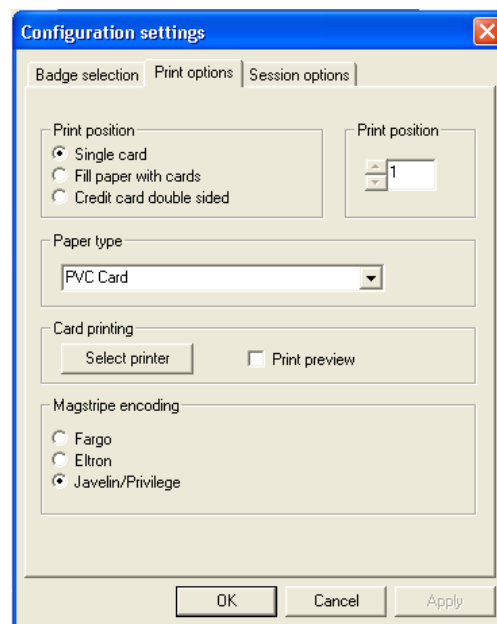 Configuration settings
Badge selection Print options Session options
Print position
Single card
Fill paper with cards
Credit card double sided
Print position
1
Paper type
PVC Card
Card printing
Select printer
Print preview
Magstripe encoding
Fargo
Eltron
Javelin/Privilege
OK Cancel Apply